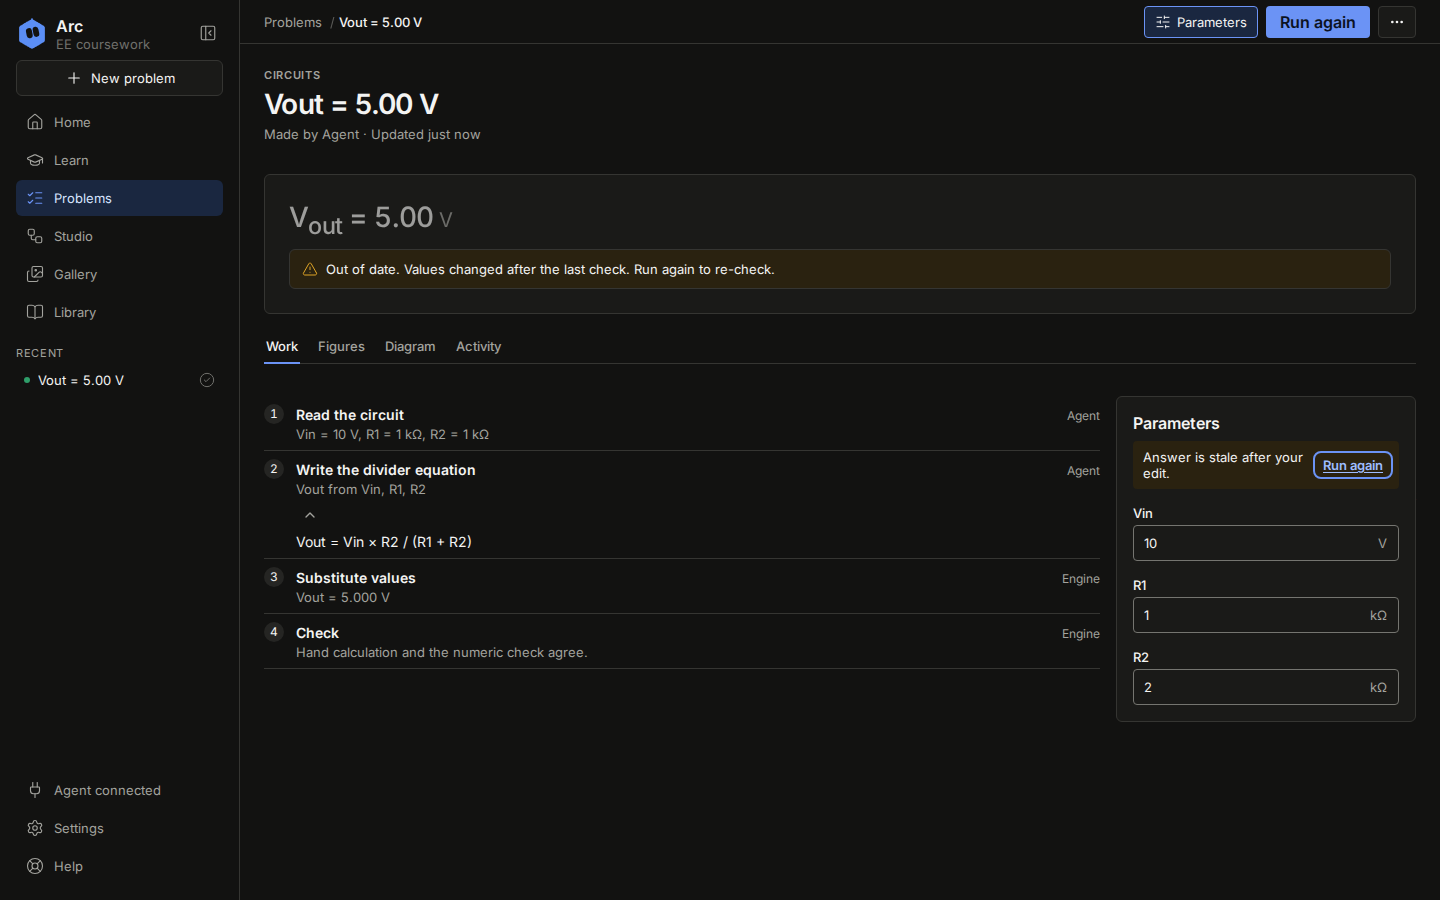 Arc
EE coursework
New problem
Home
Learn
Problems
Studio
Gallery
Library
RECENT
Vout = 5.00 V
Agent connected
Settings
Help
Problems / Vout = 5.00 V
Parameters
Run again
CIRCUITS
Vout = 5.00 V
Made by Agent · Updated just now
Vout = 5.00 V
Out of date. Values changed after the last check. Run again to re-check.
Work
Figures
Diagram
Activity
1 Read the circuit
Agent
Vin = 10 V, R1 = 1 kΩ, R2 = 1 kΩ
2 Write the divider equation
Agent
Vout from Vin, R1, R2
Vout = Vin × R2 / (R1 + R2)
3 Substitute values
Engine
Vout = 5.000 V
4 Check
Engine
Hand calculation and the numeric check agree.
Parameters
Answer is stale after your
edit.
Run again
Vin
10 V
R1
1 kΩ
R2
2 kΩ